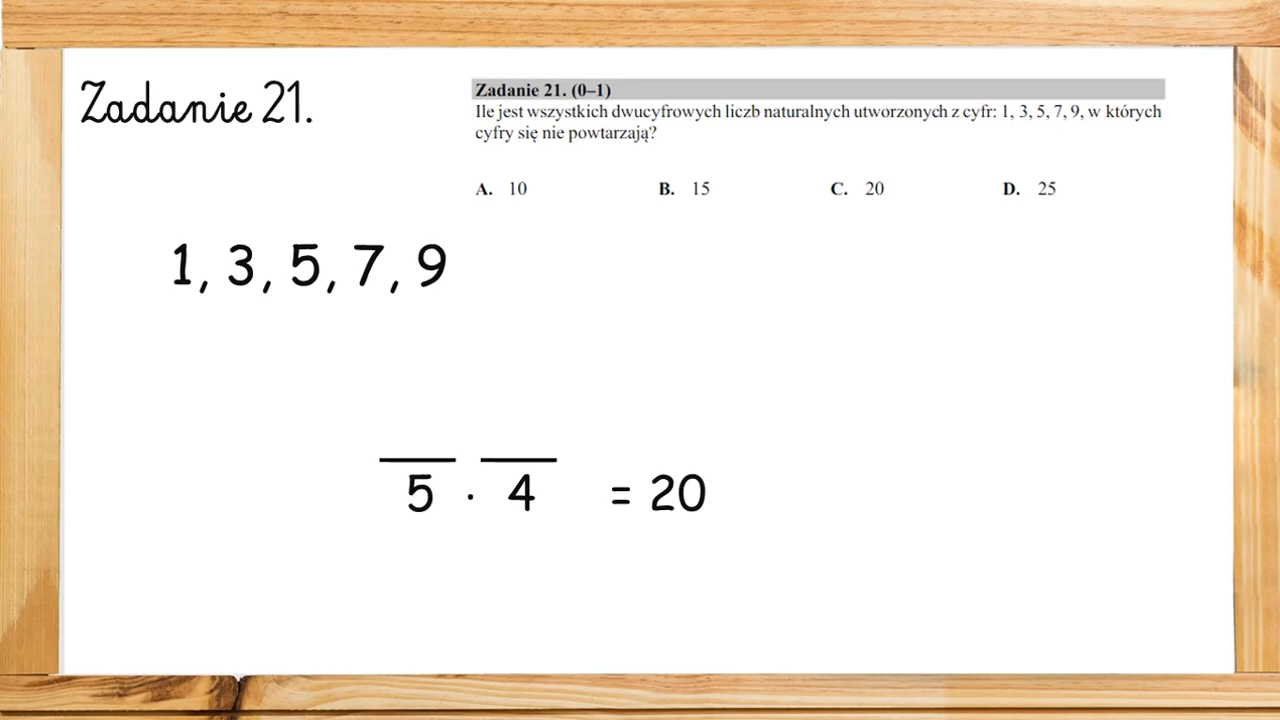 Zadanie 21.
Zadanie 21. (0–1)
Ile jest wszystkich dwucyfrowych liczb naturalnych utworzonych z cyfr: 1, 3, 5, 7, 9, w których
cyfry się nie powtarzają?
A. 10 B. 15 C. 20 D. 25
1, 3, 5, 7, 9
5 · 4 = 20